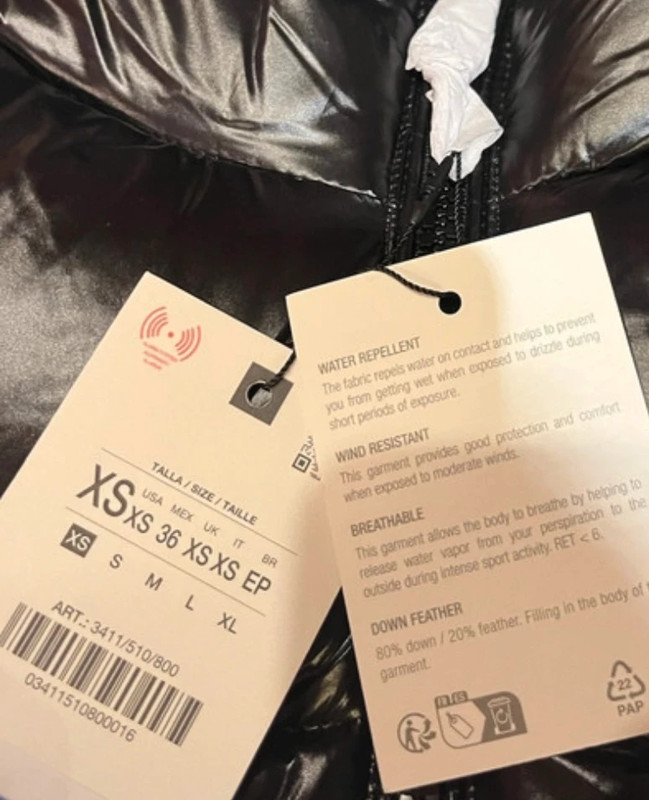 TALLA / SIZE / TAILLE
USA MEX UK IT BR
XS XS 36 XS XS EP
XS S M L XL
ART.: 3411/510/800
03411510800016
WATER REPELLENT
The fabric repels water on contact and helps to prevent
you from getting wet when exposed to drizzle during
short periods of exposure.
WIND RESISTANT
This garment provides good protection and comfort
when exposed to moderate winds.
BREATHABLE
This garment allows the body to breathe by helping to
release water vapor from your perspiration to the
outside during intense sport activity. RET < 6.
DOWN FEATHER
80% down / 20% feather. Filling in the body of
garment.
FR ES
22
PAP